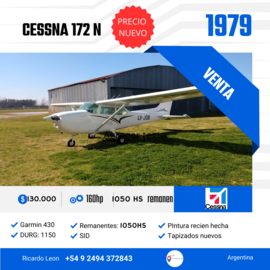 CESSNA 172 N
PRECIO
NUEVO
1979
VENTA
$130.000
160hp
1050 HS remanen
Cessna
Garmin 430
DURG: 1150
Remanentes: 1050HS
SID
Pintura recien hecha
Tapizados nuevos
Ricardo Leon
+54 9 2494 372843
Argentina